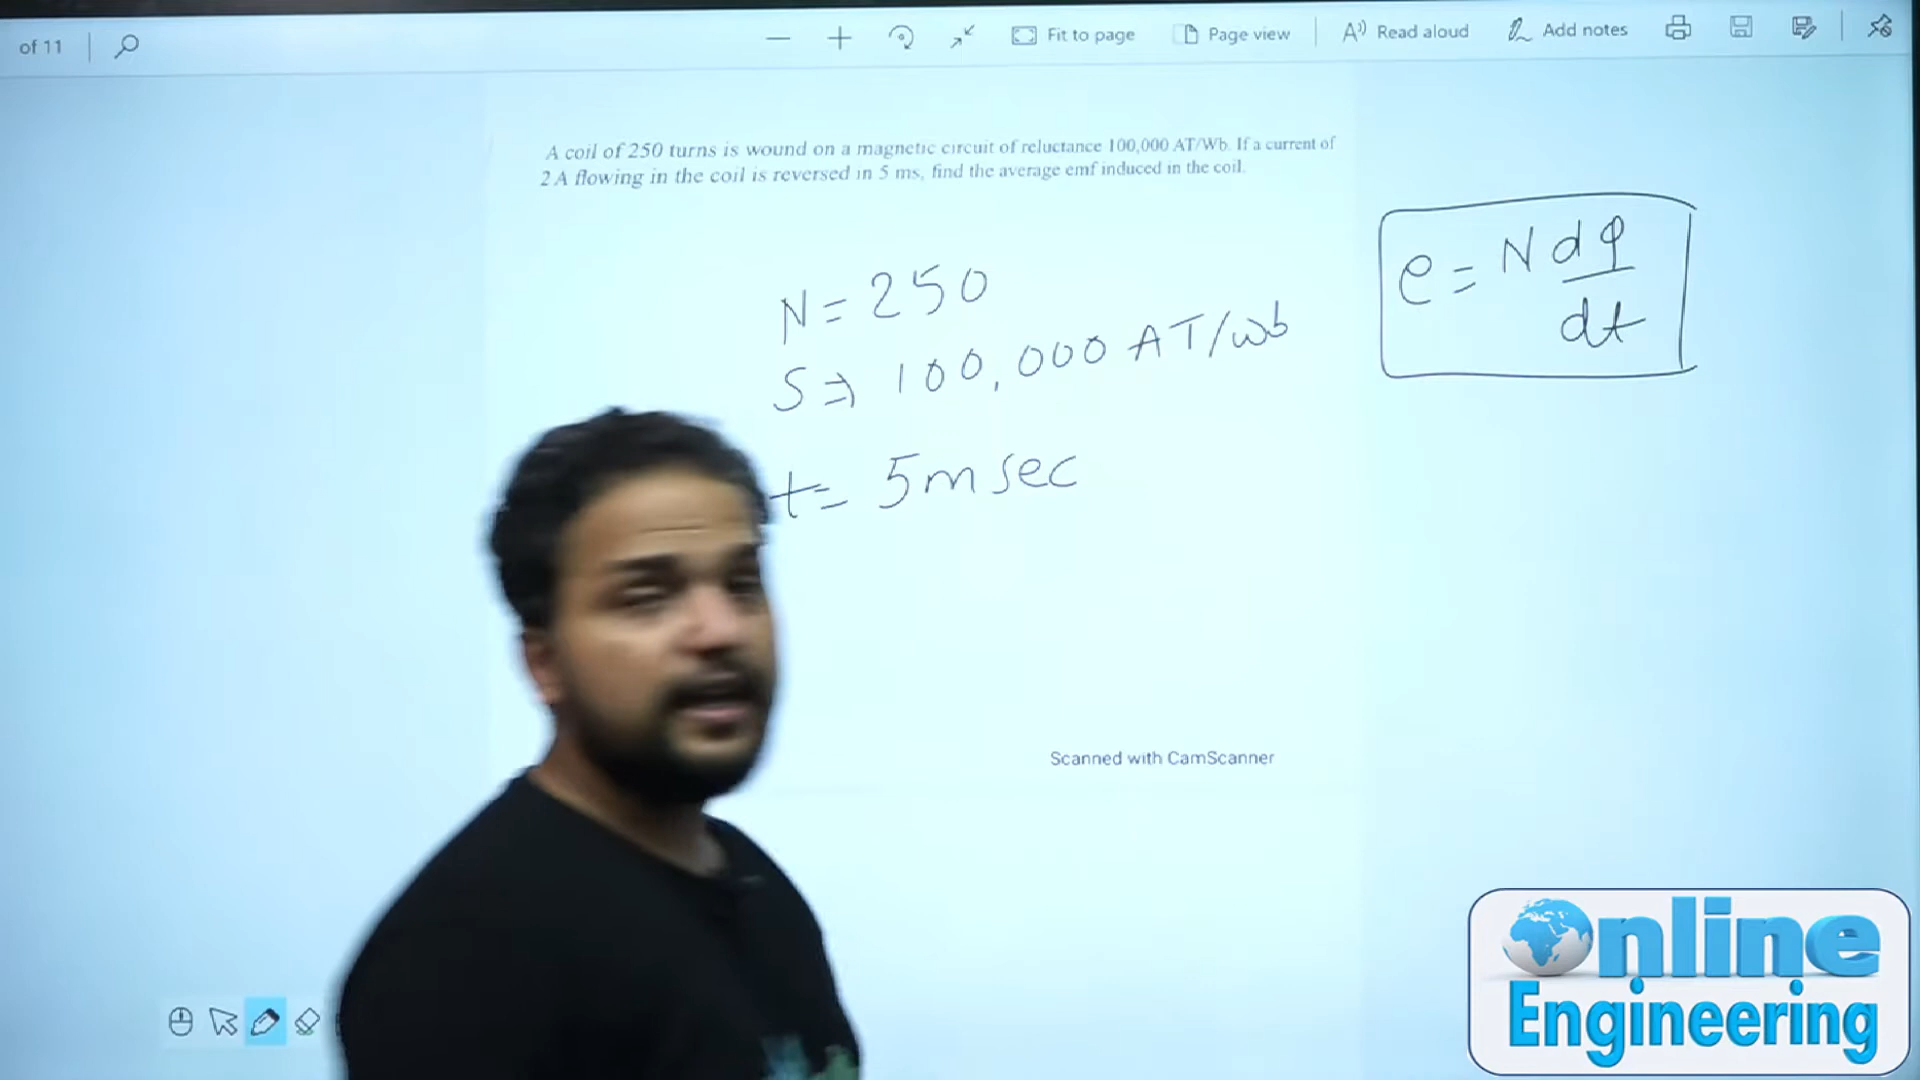 of 11
Fit to page
Page view
Read aloud
Add notes
A coil of 250 turns is wound on a magnetic circuit of reluctance 100,000 AT/Wb. If a current of
2 A flowing in the coil is reversed in 5 ms, find the average emf induced in the coil.
e = N dφ/dt
N = 250
S ⇒ 100,000 AT/wb
t = 5m sec
Scanned with CamScanner
Online
Engineering